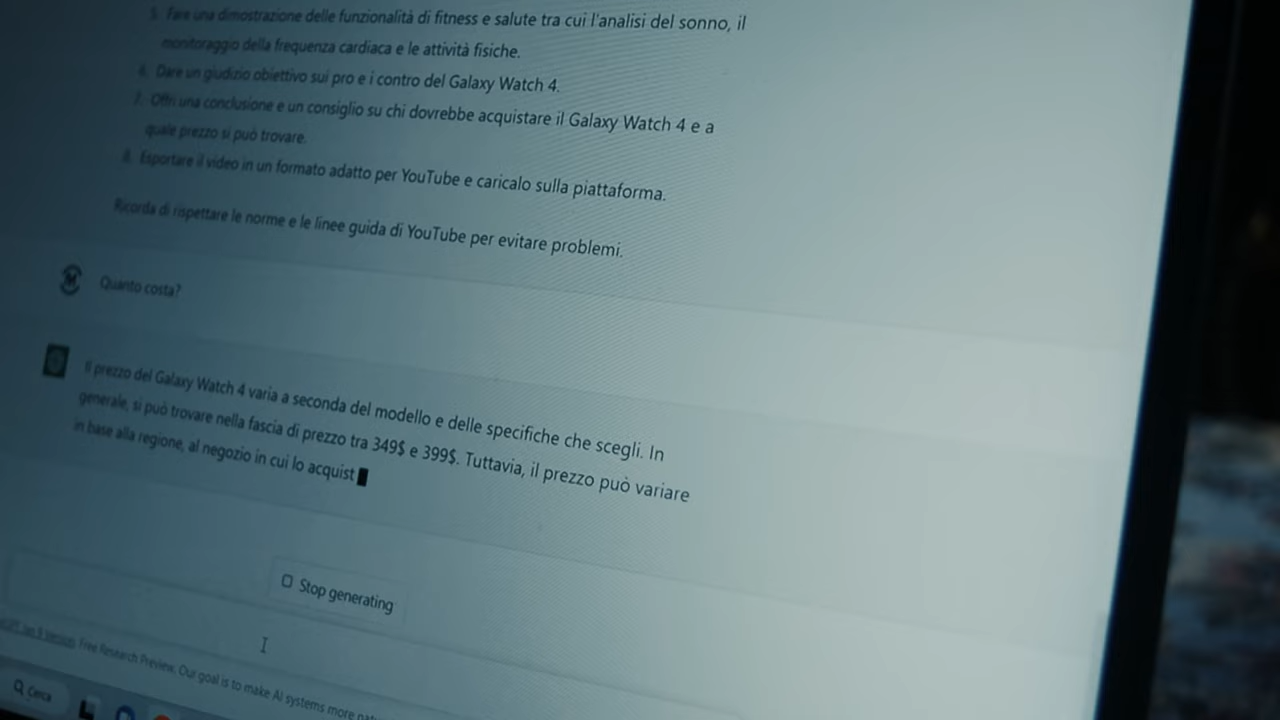 5. Fare una dimostrazione delle funzionalità di fitness e salute tra cui l'analisi del sonno, il
monitoraggio della frequenza cardiaca e le attività fisiche.
6. Dare un giudizio obiettivo sui pro e i contro del Galaxy Watch 4.
7. Offri una conclusione e un consiglio su chi dovrebbe acquistare il Galaxy Watch 4 e a
quale prezzo si può trovare.
8. Esportare il video in un formato adatto per YouTube e caricalo sulla piattaforma.
Ricorda di rispettare le norme e le linee guida di YouTube per evitare problemi.
Quanto costa?
Il prezzo del Galaxy Watch 4 varia a seconda del modello e delle specifiche che scegli. In
generale, si può trovare nella fascia di prezzo tra 349$ e 399$. Tuttavia, il prezzo può variare
in base alla regione, al negozio in cui lo acquist
Stop generating
Free Research Preview. Our goal is to make AI systems more
Cerca